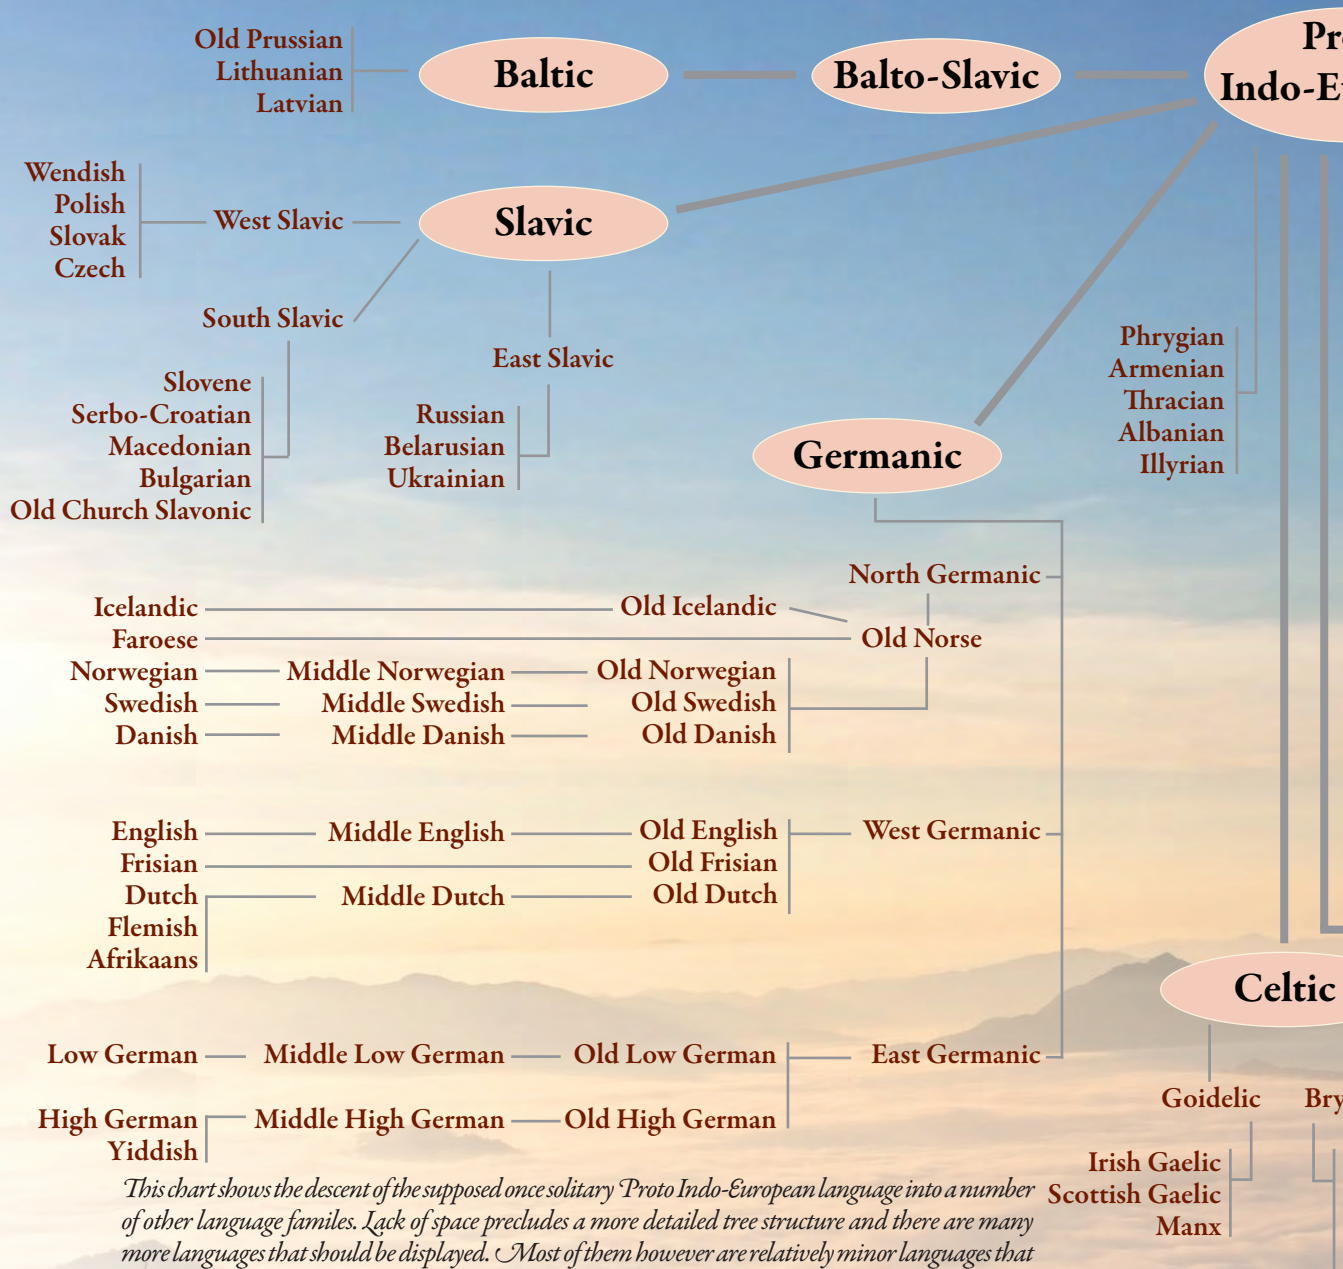 Old Prussian
Lithuanian
Latvian
Baltic
Balto-Slavic
Indo-E
Wendish
Polish
Slovak
Czech
West Slavic
Slavic
South Slavic
East Slavic
Slovene
Serbo-Croatian
Macedonian
Bulgarian
Old Church Slavonic
Russian
Belarusian
Ukrainian
Phrygian
Armenian
Thracian
Albanian
Illyrian
Germanic
North Germanic
Icelandic Old Icelandic
Faroese Old Norse
Norwegian Middle Norwegian Old Norwegian
Swedish Middle Swedish Old Swedish
Danish Middle Danish Old Danish
English Middle English Old English West Germanic
Frisian Old Frisian
Dutch Middle Dutch Old Dutch
Flemish
Afrikaans
Celtic
Low German Middle Low German Old Low German East Germanic
High German Middle High German Old High German
Yiddish
Goidelic Bry
Irish Gaelic
Scottish Gaelic
Manx
This chart shows the descent of the supposed once solitary Proto Indo-European language into a number
of other language familes. Lack of space precludes a more detailed tree structure and there are many
more languages that should be displayed. Most of them however are relatively minor languages that